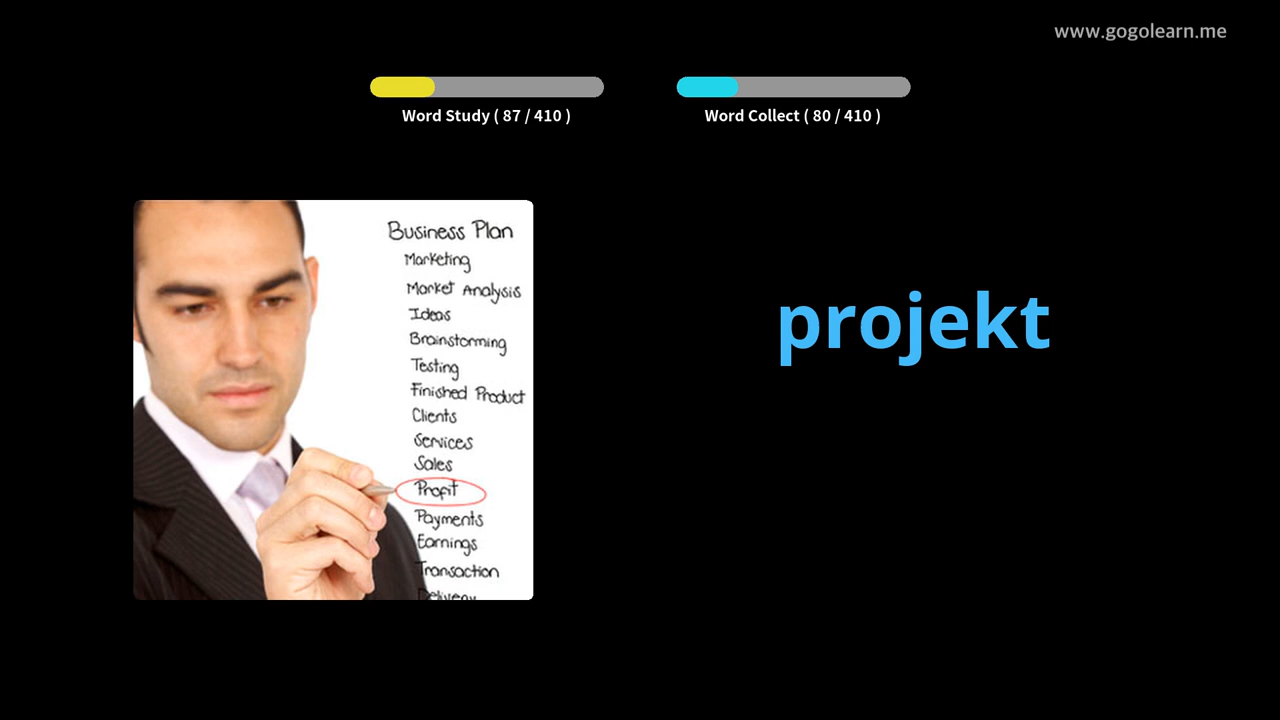 www.gogolearn.me
Word Study ( 87 / 410 )
Word Collect ( 80 / 410 )
Business Plan
Marketing
Market Analysis
Ideas
Brainstorming
Testing
Finished Product
Clients
Services
Sales
Profit
Payments
Earnings
Transaction
Delivery
projekt